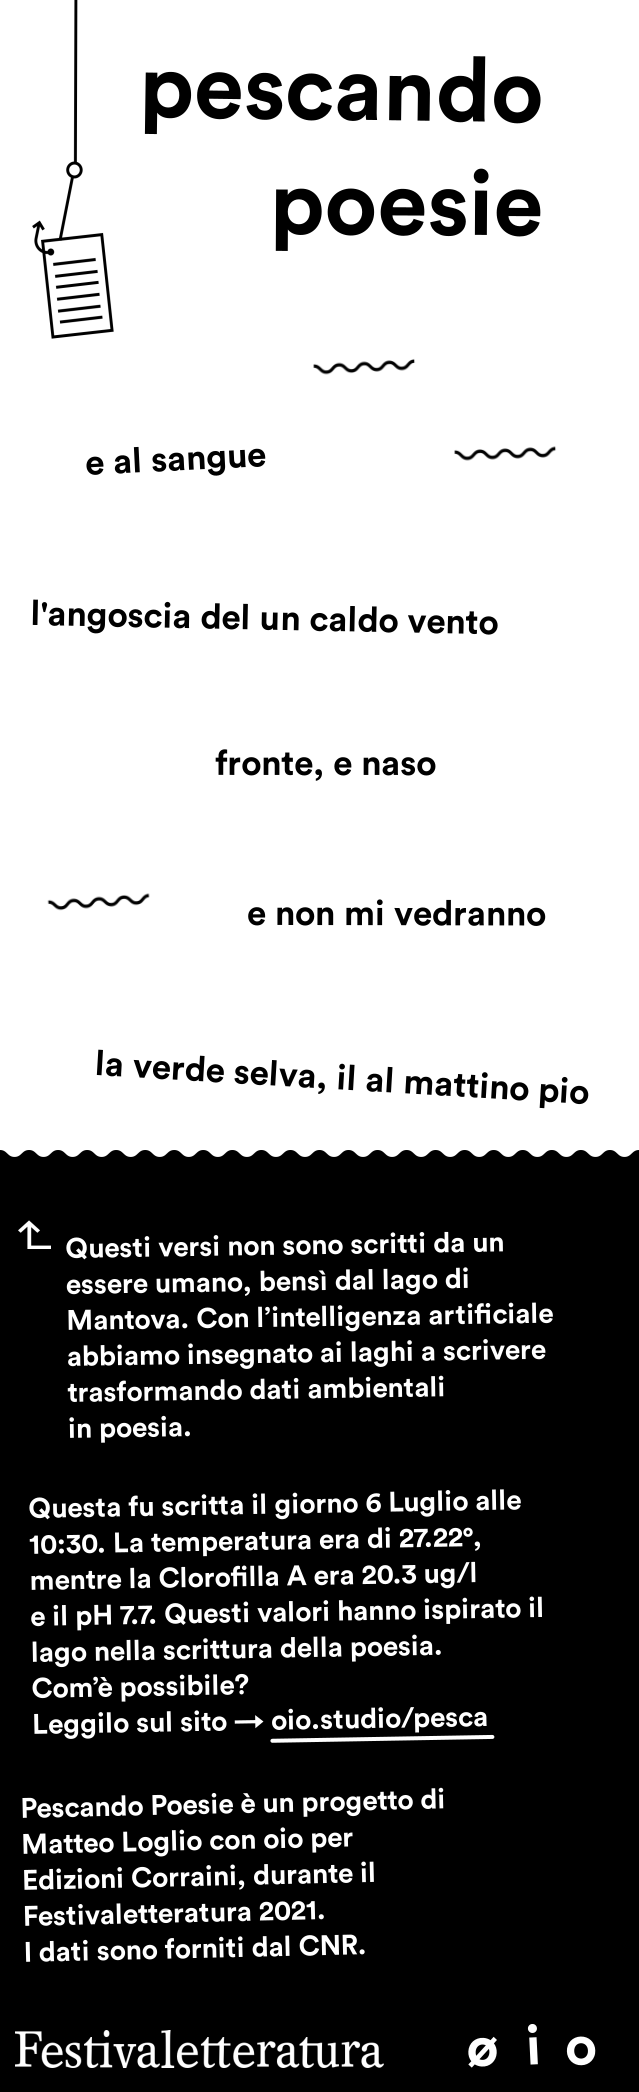 pescando
poesie
e al sangue
l'angoscia del un caldo vento
fronte, e naso
e non mi vedranno
la verde selva, il al mattino pio
Questi versi non sono scritti da un
essere umano, bensì dal lago di
Mantova. Con l’intelligenza artificiale
abbiamo insegnato ai laghi a scrivere
trasformando dati ambientali
in poesia.
Questa fu scritta il giorno 6 Luglio alle
10:30. La temperatura era di 27.22°,
mentre la Clorofilla A era 20.3 ug/l
e il pH 7.7. Questi valori hanno ispirato il
lago nella scrittura della poesia.
Com’è possibile?
Leggilo sul sito → oio.studio/pesca
Pescando Poesie è un progetto di
Matteo Loglio con oio per
Edizioni Corraini, durante il
Festivaletteratura 2021.
I dati sono forniti dal CNR.
Festivaletteratura
ø i o